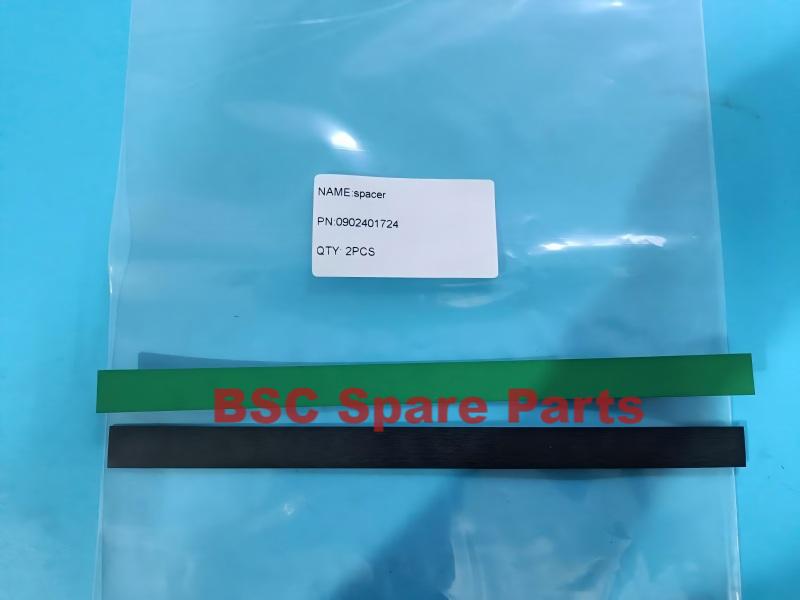 NAME:spacer
PN:0902401724
QTY: 2PCS
BSC Spare Parts